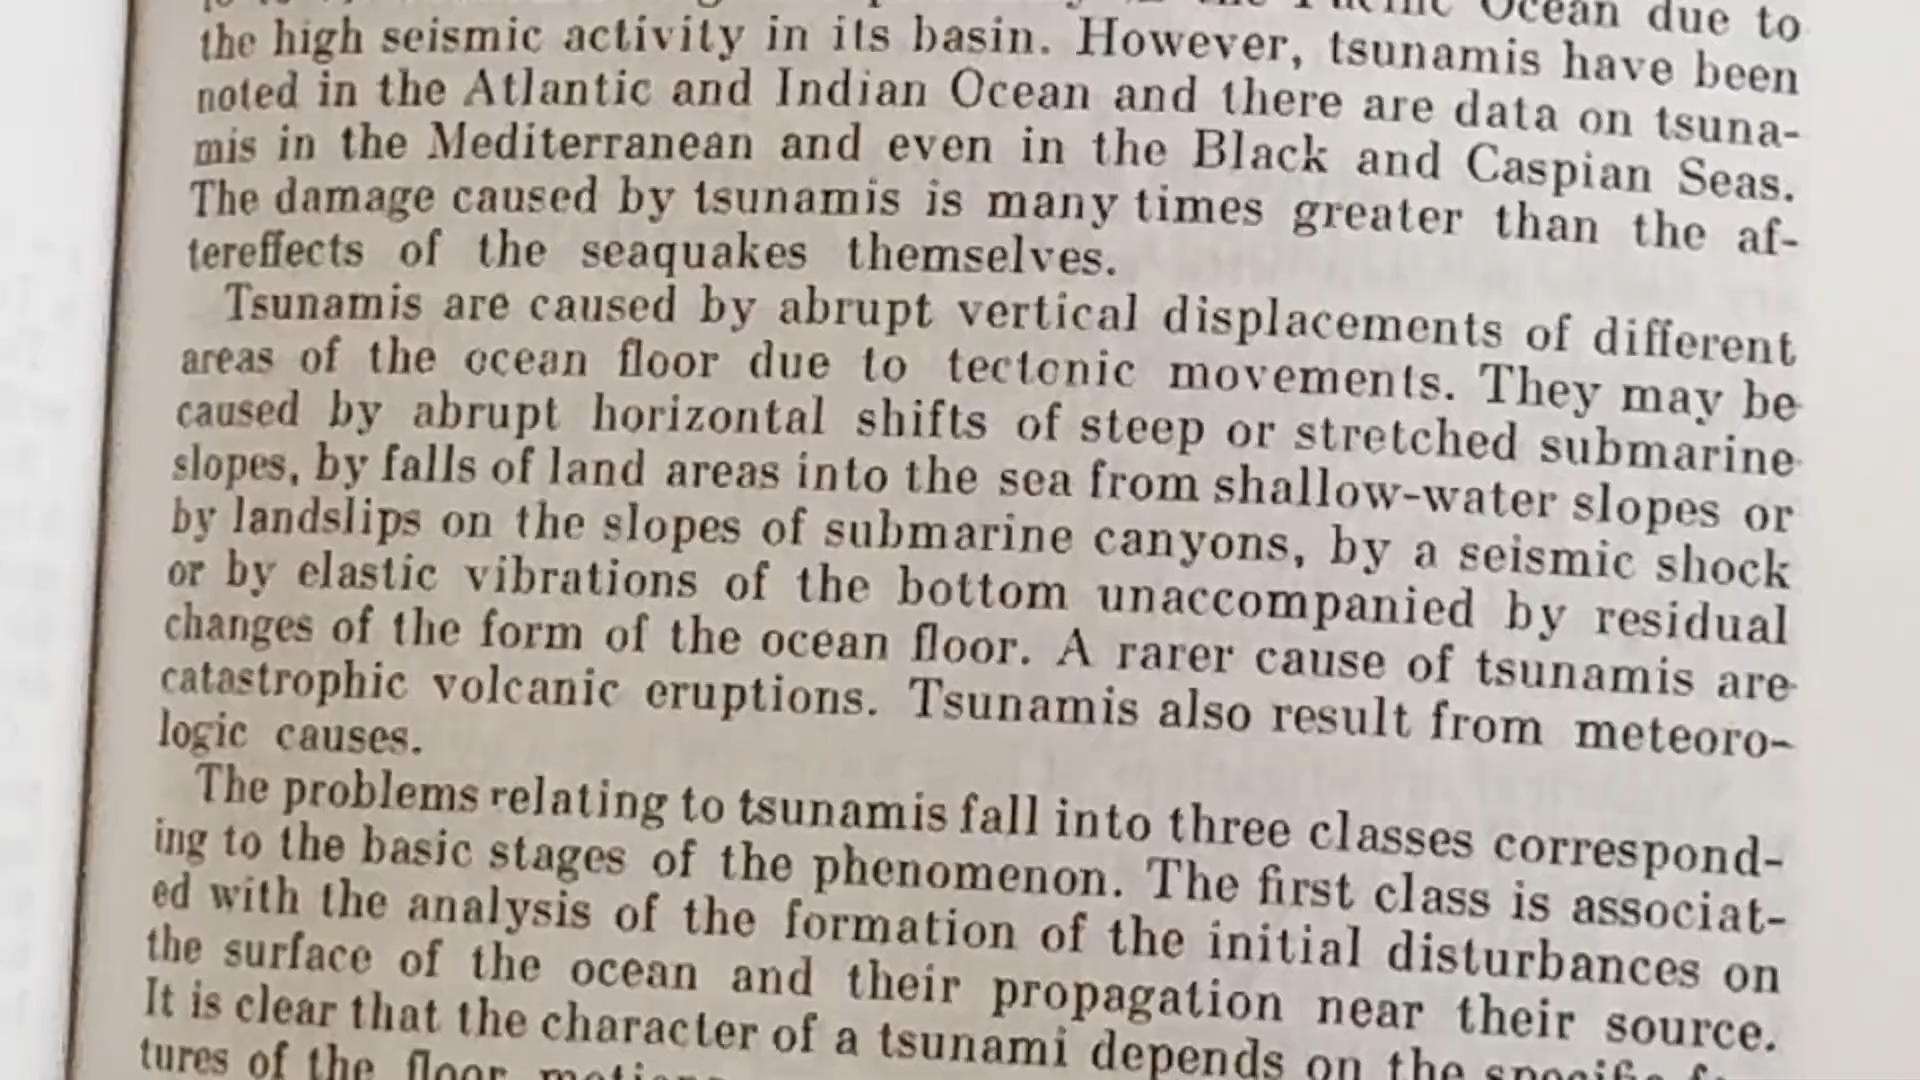 Ocean due to
the high seismic activity in its basin. However, tsunamis have been
noted in the Atlantic and Indian Ocean and there are data on tsuna-
mis in the Mediterranean and even in the Black and Caspian Seas.
The damage caused by tsunamis is many times greater than the af-
tereffects of the seaquakes themselves.
Tsunamis are caused by abrupt vertical displacements of different
areas of the ocean floor due to tectonic movements. They may be
caused by abrupt horizontal shifts of steep or stretched submarine
slopes, by falls of land areas into the sea from shallow-water slopes or
by landslips on the slopes of submarine canyons, by a seismic shock
or by elastic vibrations of the bottom unaccompanied by residual
changes of the form of the ocean floor. A rarer cause of tsunamis are
catastrophic volcanic eruptions. Tsunamis also result from meteoro-
logic causes.
The problems relating to tsunamis fall into three classes correspond-
ing to the basic stages of the phenomenon. The first class is associat-
ed with the analysis of the formation of the initial disturbances on
the surface of the ocean and their propagation near their source.
It is clear that the character of a tsunami depends on the
tures of the floor